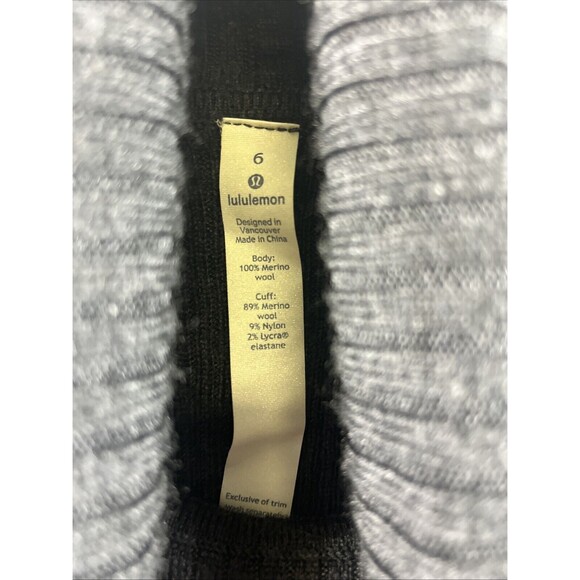 6
lululemon
Designed in
Vancouver
Made in China
Body:
100% Merino
wool
Cuff:
89% Merino
wool
9% Nylon
2% Lycra®
elastane
Exclusive of trim